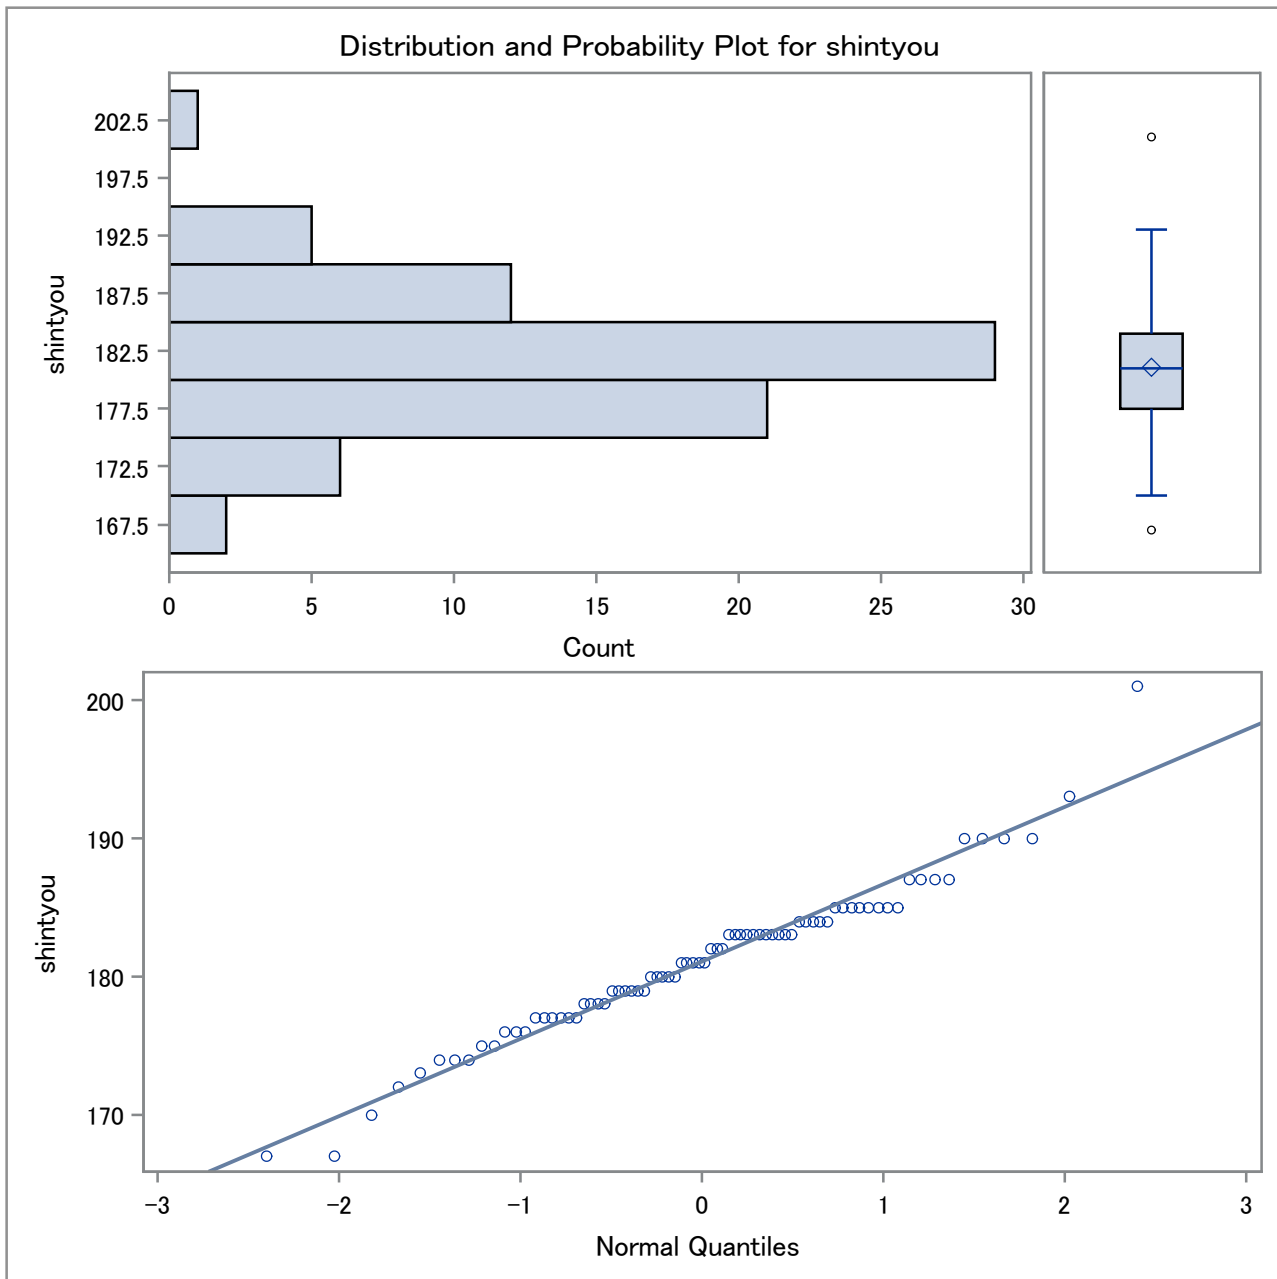 Distribution and Probability Plot for shintyou
202.5
197.5
192.5
187.5
182.5
177.5
172.5
167.5
shintyou
0 5 10 15 20 25 30
Count
200
190
180
170
shintyou
−3 −2 −1 0 1 2 3
Normal Quantiles